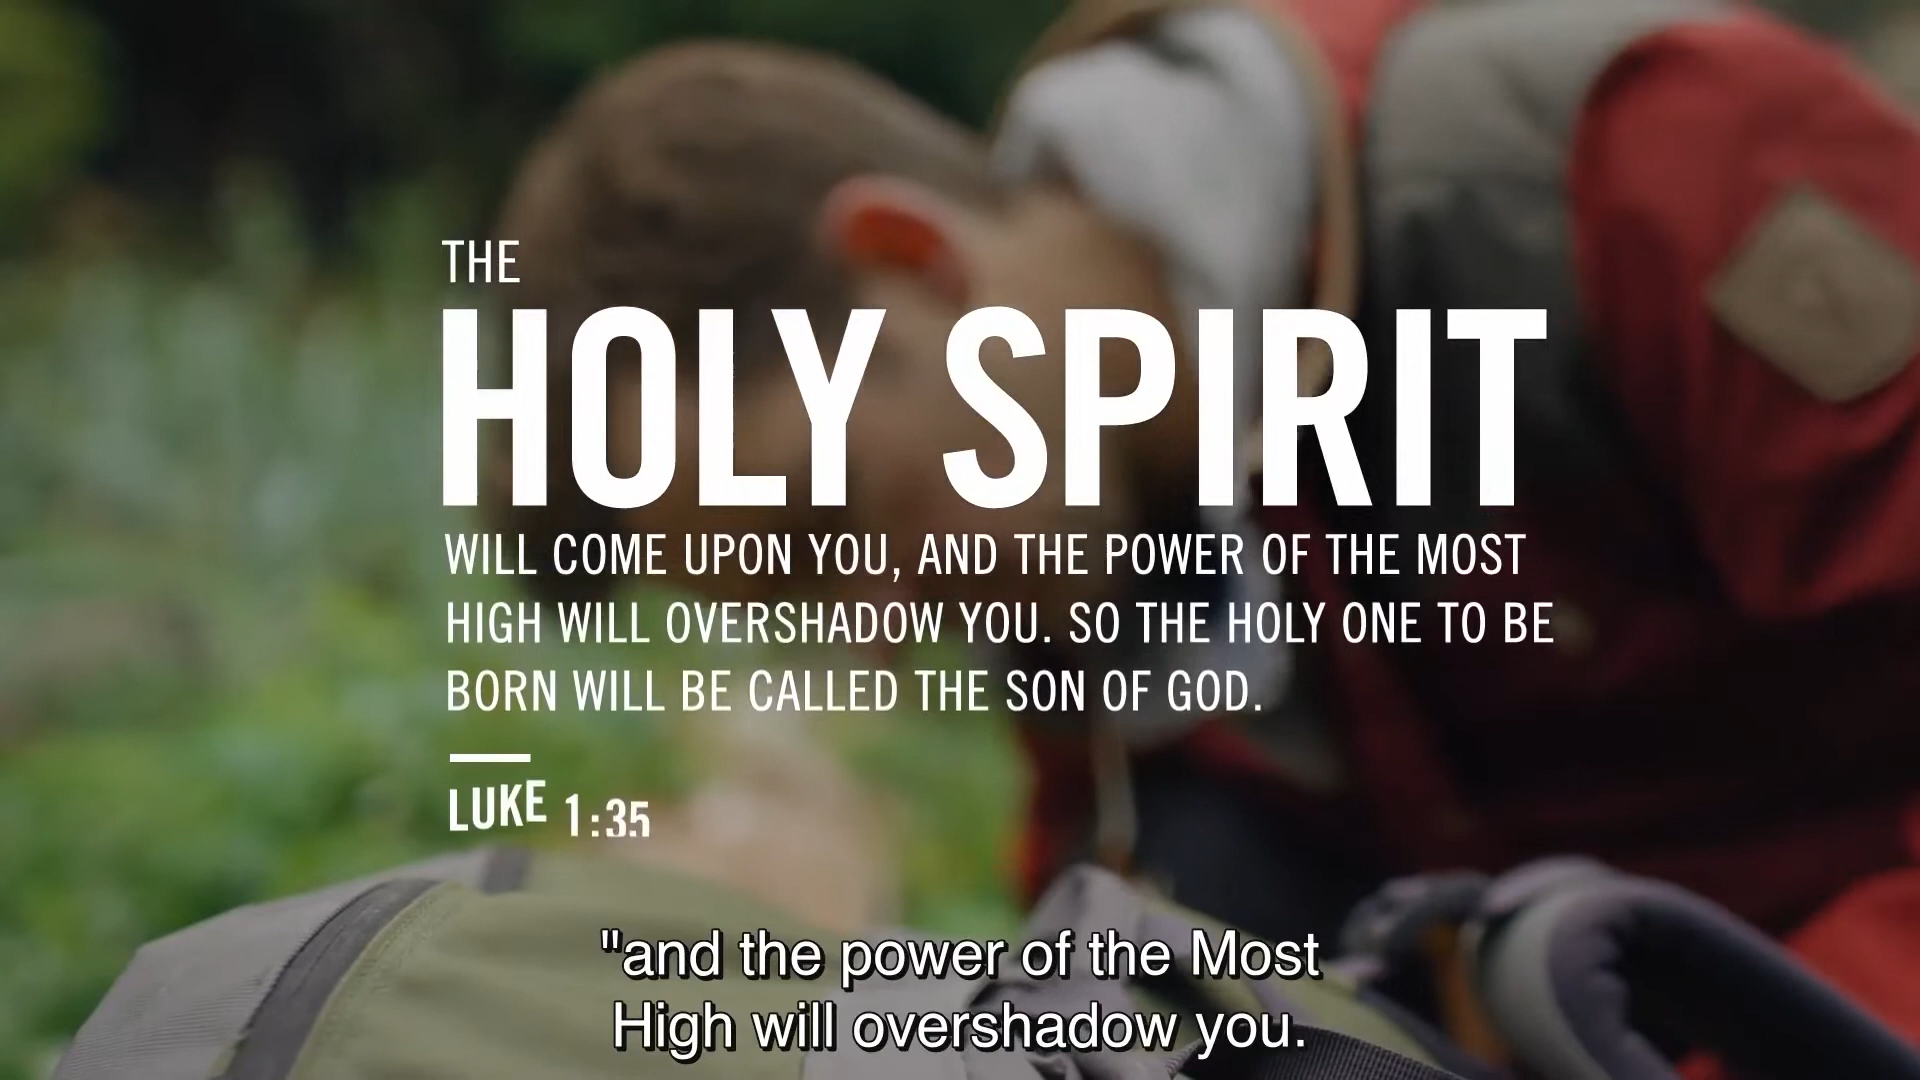 THE
HOLY SPIRIT
WILL COME UPON YOU, AND THE POWER OF THE MOST
HIGH WILL OVERSHADOW YOU. SO THE HOLY ONE TO BE
BORN WILL BE CALLED THE SON OF GOD.
LUKE 1:35
"and the power of the Most
High will overshadow you.